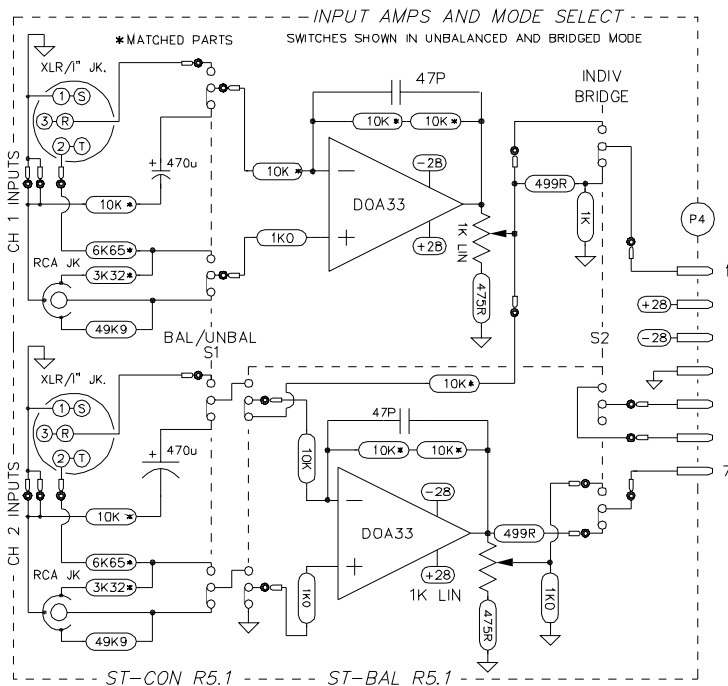 INPUT AMPS AND MODE SELECT
*MATCHED PARTS
SWITCHES SHOWN IN UNBALANCED AND BRIDGED MODE
XLR/1" JK.
1 S
3 R
2 T
CH 1 INPUTS
10K*
+ 470u
6K65*
3K32*
RCA JK
49K9
BAL/UNBAL
S1
10K*
1K0
47P
10K* 10K*
−
+
DOA33
−28
+28
1K LIN
475R
INDIV
BRIDGE
499R
1K
P4
1
+28
−28
S2
7
XLR/1" JK.
1 S
3 R
2 T
CH 2 INPUTS
10K*
+ 470u
6K65*
3K32*
RCA JK
49K9
10K*
10K
1K0
47P
10K* 10K*
−
+
DOA33
−28
+28
1K LIN
475R
499R
1K0
ST-CON R5.1
ST-BAL R5.1